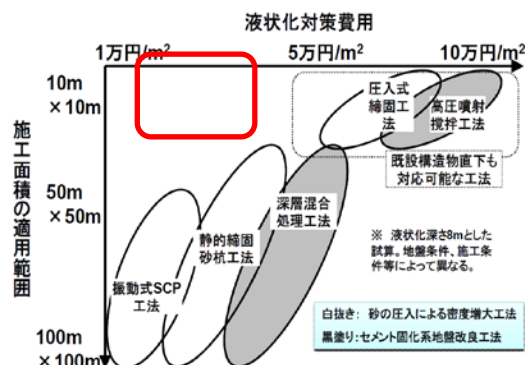 液状化対策費用
1万円/m²
5万円/m²
10万円/m²
施工面積の適用範囲
10m
×10m
50m
×50m
100m
×100m
圧入式
締固工
法
高圧噴射
撹拌工法
既設構造物直下も
対応可能な工法
深層混合
処理工法
静的締固
砂杭工法
振動式SCP
工法
※ 液状化深さ8mとした
試算。地盤条件、施工条
件等によって異なる。
白抜き: 砂の圧入による密度増大工法
黒塗り:セメント固化系地盤改良工法